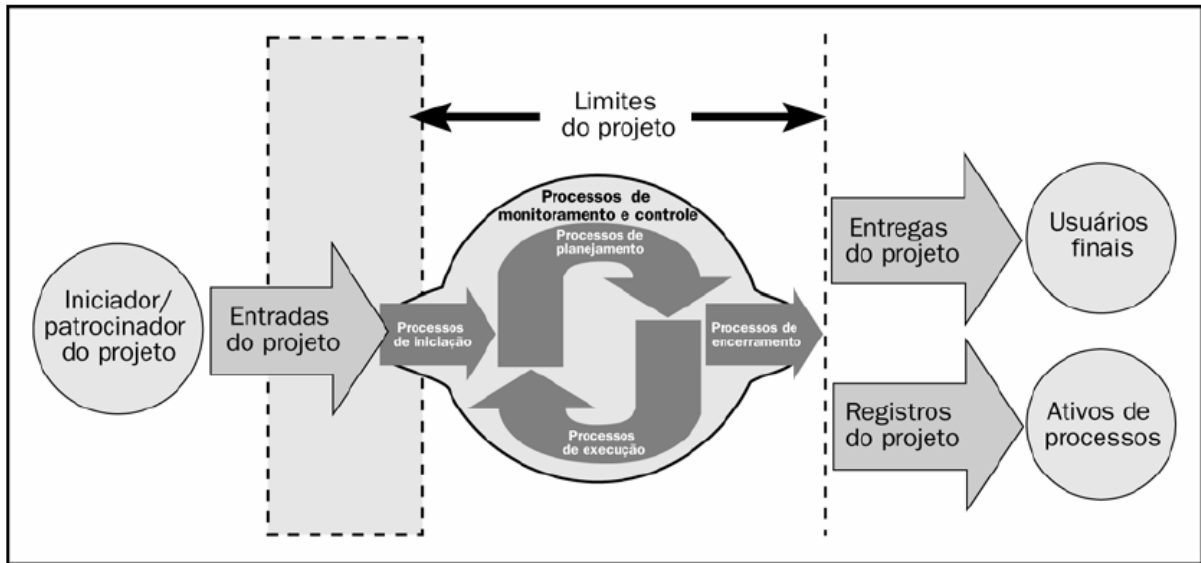 Limites
do projeto
Processos de
monitoramento e controle
Processos de
planejamento
Iniciador/
patrocinador
do projeto
Entradas
do projeto
Processos
de iniciação
Processos de
encerramento
Processos
de execução
Entregas
do projeto
Usuários
finais
Registros
do projeto
Ativos de
processos